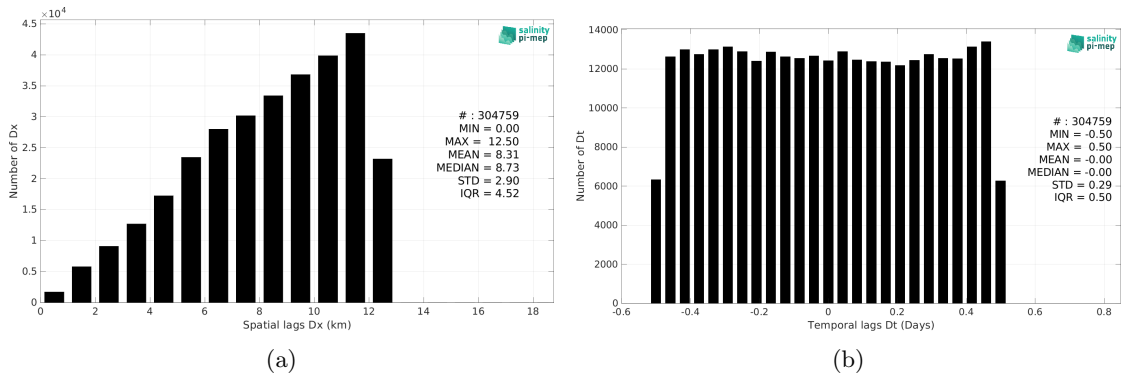 ×10⁴
4.5
4
3.5
3
2.5
2
1.5
1
0.5
0
Number of Dx
0 2 4 6 8 10 12 14 16 18
Spatial lags Dx (km)
salinity
pi-mep
# : 304759
MIN = 0.00
MAX = 12.50
MEAN = 8.31
MEDIAN = 8.73
STD = 2.90
IQR = 4.52
(a)
14000
12000
10000
8000
6000
4000
2000
0
Number of Dt
-0.6 -0.4 -0.2 0 0.2 0.4 0.6 0.8
Temporal lags Dt (Days)
salinity
pi-mep
# : 304759
MIN = -0.50
MAX = 0.50
MEAN = -0.00
MEDIAN = -0.00
STD = 0.29
IQR = 0.50
(b)